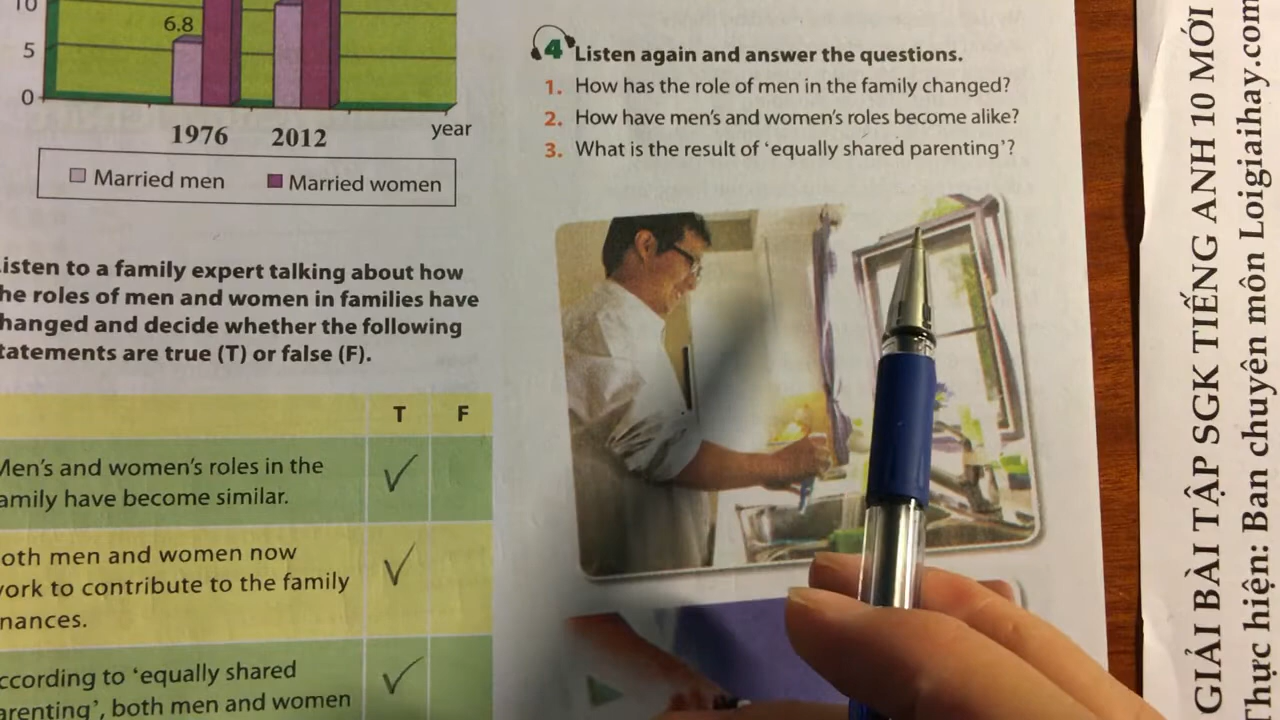 10
6.8
5
0
1976
2012
year
Married men
Married women
isten to a family expert talking about how
he roles of men and women in families have
hanged and decide whether the following
tatements are true (T) or false (F).
T F
Men's and women's roles in the
amily have become similar.
oth men and women now
ork to contribute to the family
nances.
ccording to ‘equally shared
arenting’, both men and women
4 Listen again and answer the questions.
1. How has the role of men in the family changed?
2. How have men's and women's roles become alike?
3. What is the result of ‘equally shared parenting’?
GIẢI BÀI TẬP SGK TIẾNG ANH 10 MỚI
Thực hiện: Ban chuyên môn Loigiaihay.com